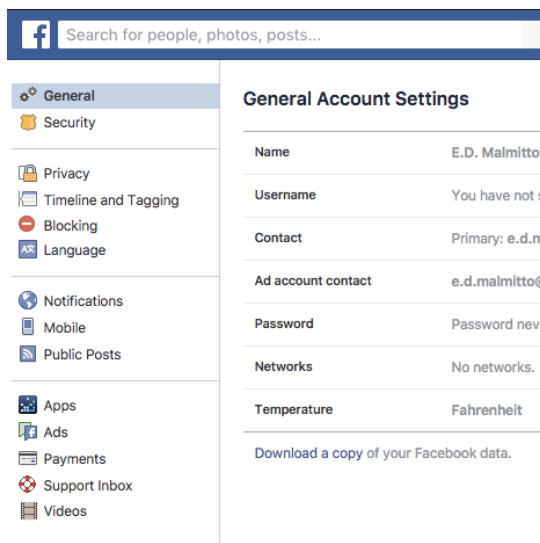 f
Search for people, photos, posts...
General
Security
Privacy
Timeline and Tagging
Blocking
Language
Notifications
Mobile
Public Posts
Apps
Ads
Payments
Support Inbox
Videos
General Account Settings
Name E.D. Malmitto
Username You have not
Contact Primary:
Ad account contact e.d.malmitto@
Password Password
Networks No networks.
Temperature Fahrenheit
Download a copy of your Facebook data.